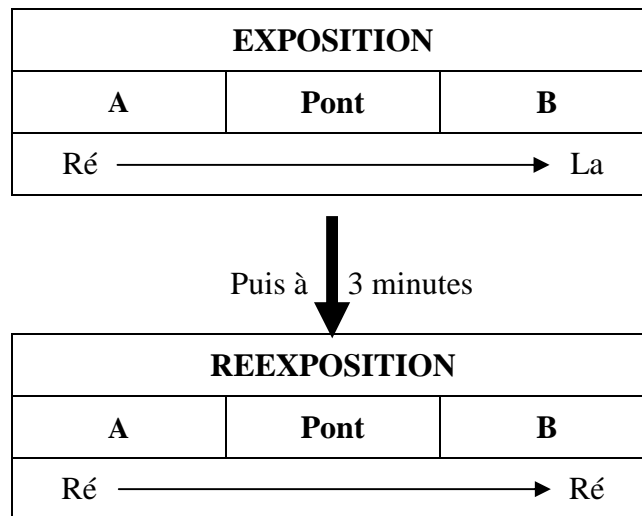 EXPOSITION
A Pont B
Ré La
Puis à 3 minutes
REEXPOSITION
A Pont B
Ré Ré